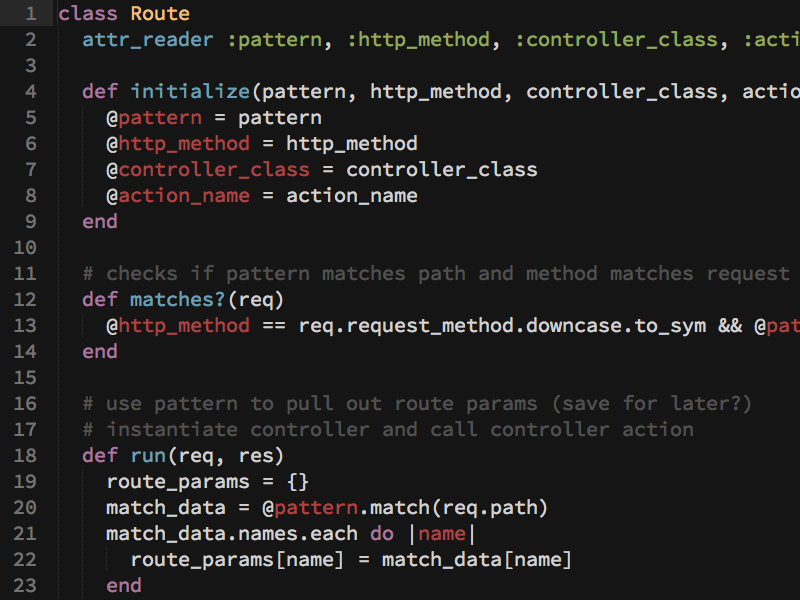 1 class Route
2 attr_reader :pattern, :http_method, :controller_class, :acti
3
4 def initialize(pattern, http_method, controller_class, actio
5 @pattern = pattern
6 @http_method = http_method
7 @controller_class = controller_class
8 @action_name = action_name
9 end
10
11 # checks if pattern matches path and method matches request
12 def matches?(req)
13 @http_method == req.request_method.downcase.to_sym && @pat
14 end
15
16 # use pattern to pull out route params (save for later?)
17 # instantiate controller and call controller action
18 def run(req, res)
19 route_params = {}
20 match_data = @pattern.match(req.path)
21 match_data.names.each do |name|
22 route_params[name] = match_data[name]
23 end